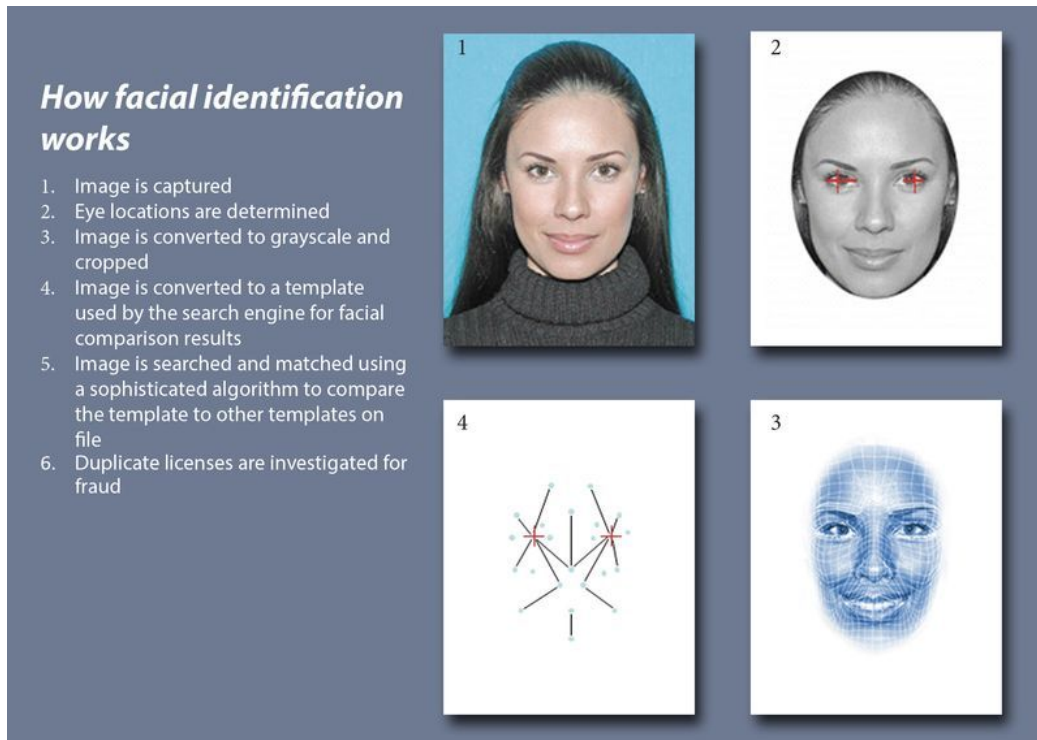 How facial identification
works
1. Image is captured
2. Eye locations are determined
3. Image is converted to grayscale and
cropped
4. Image is converted to a template
used by the search engine for facial
comparison results
5. Image is searched and matched using
a sophisticated algorithm to compare
the template to other templates on
file
6. Duplicate licenses are investigated for
fraud
1
2
4
3